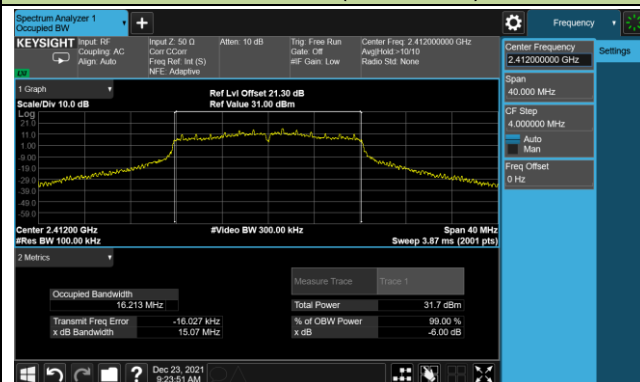 Spectrum Analyzer 1
Occupied BW
Frequency
KEYSIGHT
Input: RF
Coupling: AC
Align: Auto
Input Z: 50 Ω
Corr CCorr
Freq Ref: Int (S)
NFE: Adaptive
Atten: 10 dB
Trig: Free Run
Gate: Off
#IF Gain: Low
Center Freq: 2.412000000 GHz
Avg|Hold:>10/10
Radio Std: None
Center Frequency
2.412000000 GHz
Settings
Span
40.000 MHz
CF Step
4.000000 MHz
Auto
Man
Freq Offset
0 Hz
1 Graph
Scale/Div 10.0 dB
Ref Lvl Offset 21.30 dB
Ref Value 31.00 dBm
Log
21.0
11.0
1.00
-9.00
-19.0
-29.0
-39.0
-49.0
-59.0
Center 2.41200 GHz
#Res BW 100.00 kHz
#Video BW 300.00 kHz
Span 40 MHz
Sweep 3.87 ms (2001 pts)
2 Metrics
Measure Trace
Trace 1
Occupied Bandwidth
16.213 MHz
Total Power
31.7 dBm
Transmit Freq Error
-16.027 kHz
% of OBW Power
99.00 %
x dB Bandwidth
15.07 MHz
x dB
-6.00 dB
Dec 23, 2021
9:23:51 AM